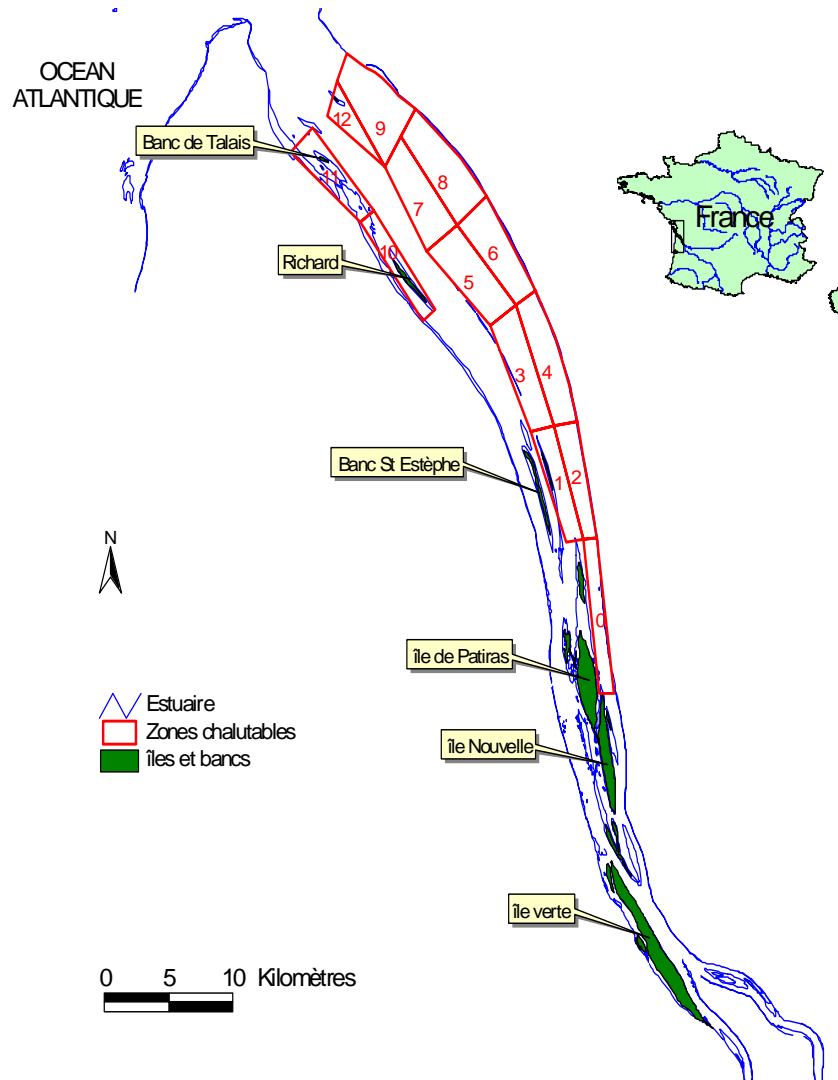 OCEAN
ATLANTIQUE
Banc de Talais
12
9
11
8
7
France
10
6
Richard
5
3
4
Banc St Estèphe
1
2
N
0
île de Patiras
Estuaire
Zones chalutables
île Nouvelle
îles et bancs
île verte
0 5 10 Kilomètres